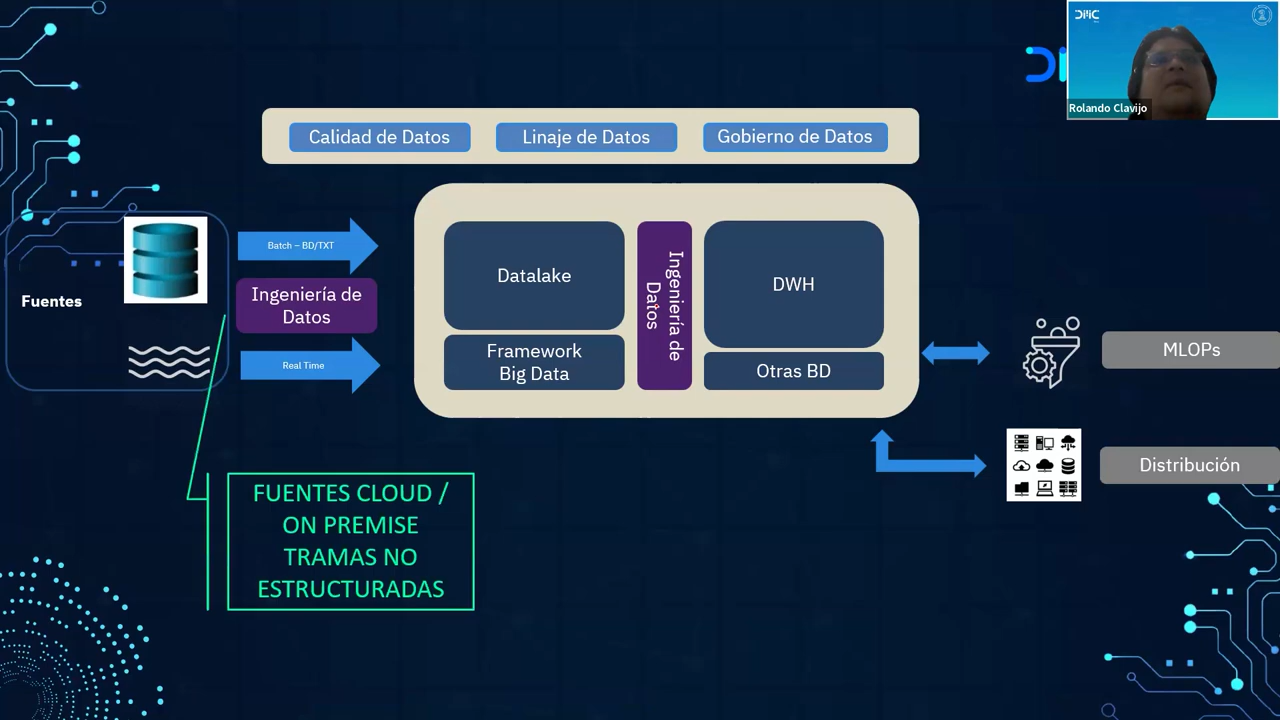 DMC
Rolando Clavijo
Calidad de Datos
Linaje de Datos
Gobierno de Datos
Fuentes
Batch – BD/TXT
Ingeniería de
Datos
Real Time
Datalake
Framework
Big Data
Ingeniería de
Datos
DWH
Otras BD
MLOPs
Distribución
FUENTES CLOUD /
ON PREMISE
TRAMAS NO
ESTRUCTURADAS